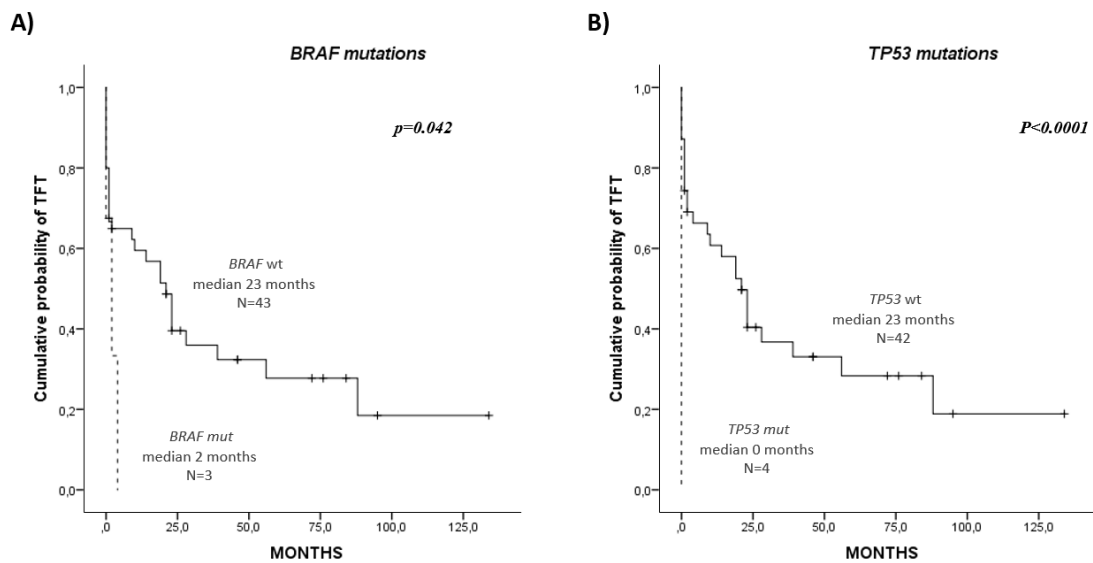 A)
BRAF mutations
1,0
0,8
0,6
0,4
0,2
0,0
Cumulative probability of TFT
p=0.042
BRAF wt
median 23 months
N=43
BRAF mut
median 2 months
N=3
,0 25,0 50,0 75,0 100,0 125,0
MONTHS
B)
TP53 mutations
1,0
0,8
0,6
0,4
0,2
0,0
Cumulative probability of TFT
P<0.0001
TP53 wt
median 23 months
N=42
TP53 mut
median 0 months
N=4
,0 25,0 50,0 75,0 100,0 125,0
MONTHS